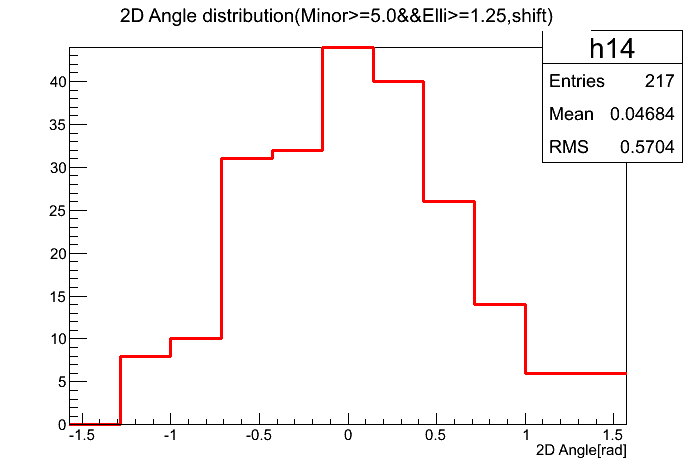 2D Angle distribution(Minor>=5.0&&Elli>=1.25,shift)
h14
Entries 217
Mean 0.04684
RMS 0.5704
40
35
30
25
20
15
10
5
0
-1.5 -1 -0.5 0 0.5 1 1.5
2D Angle[rad]